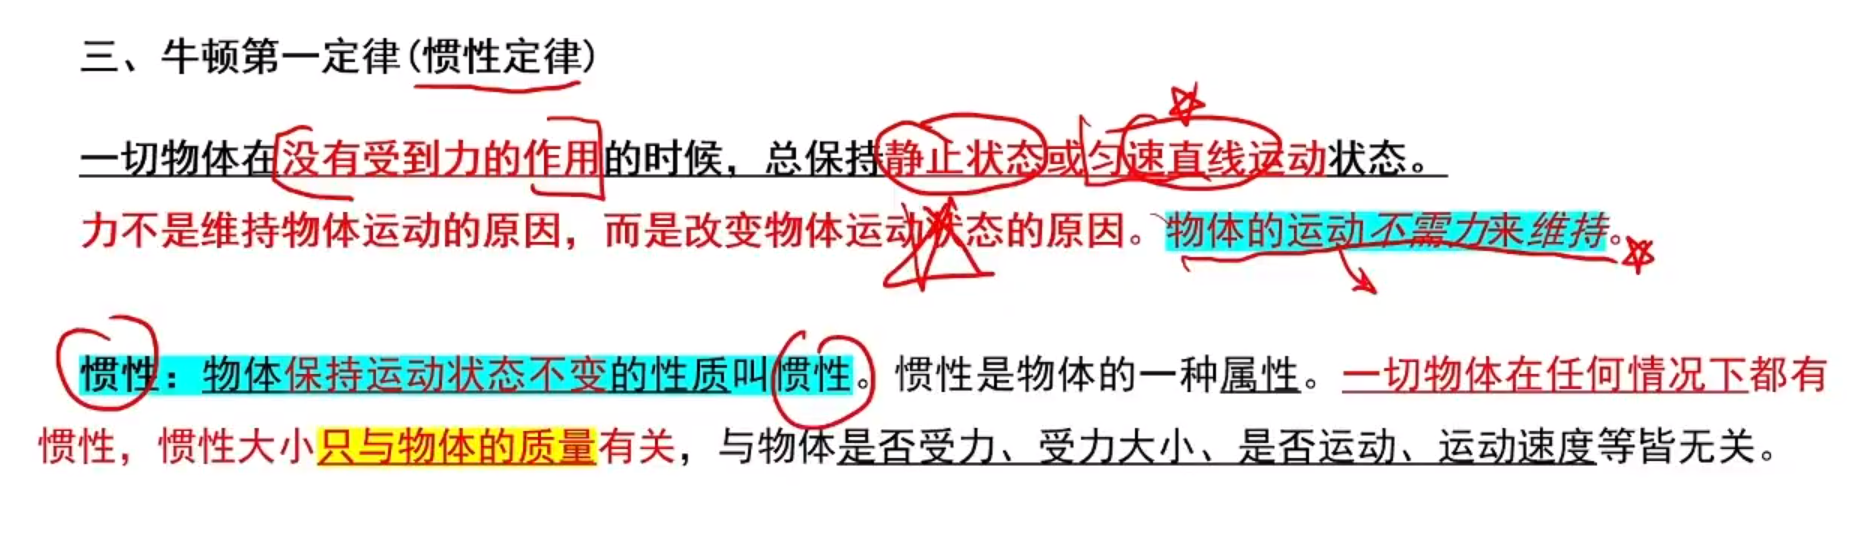 三、牛顿第一定律(惯性定律)
一切物体在没有受到力的作用的时候，总保持静止状态或匀速直线运动状态。
力不是维持物体运动的原因，而是改变物体运动状态的原因。物体的运动不需力来维持。
惯性：物体保持运动状态不变的性质叫惯性。惯性是物体的一种属性。一切物体在任何情况下都有
惯性，惯性大小只与物体的质量有关，与物体是否受力、受力大小、是否运动、运动速度等皆无关。